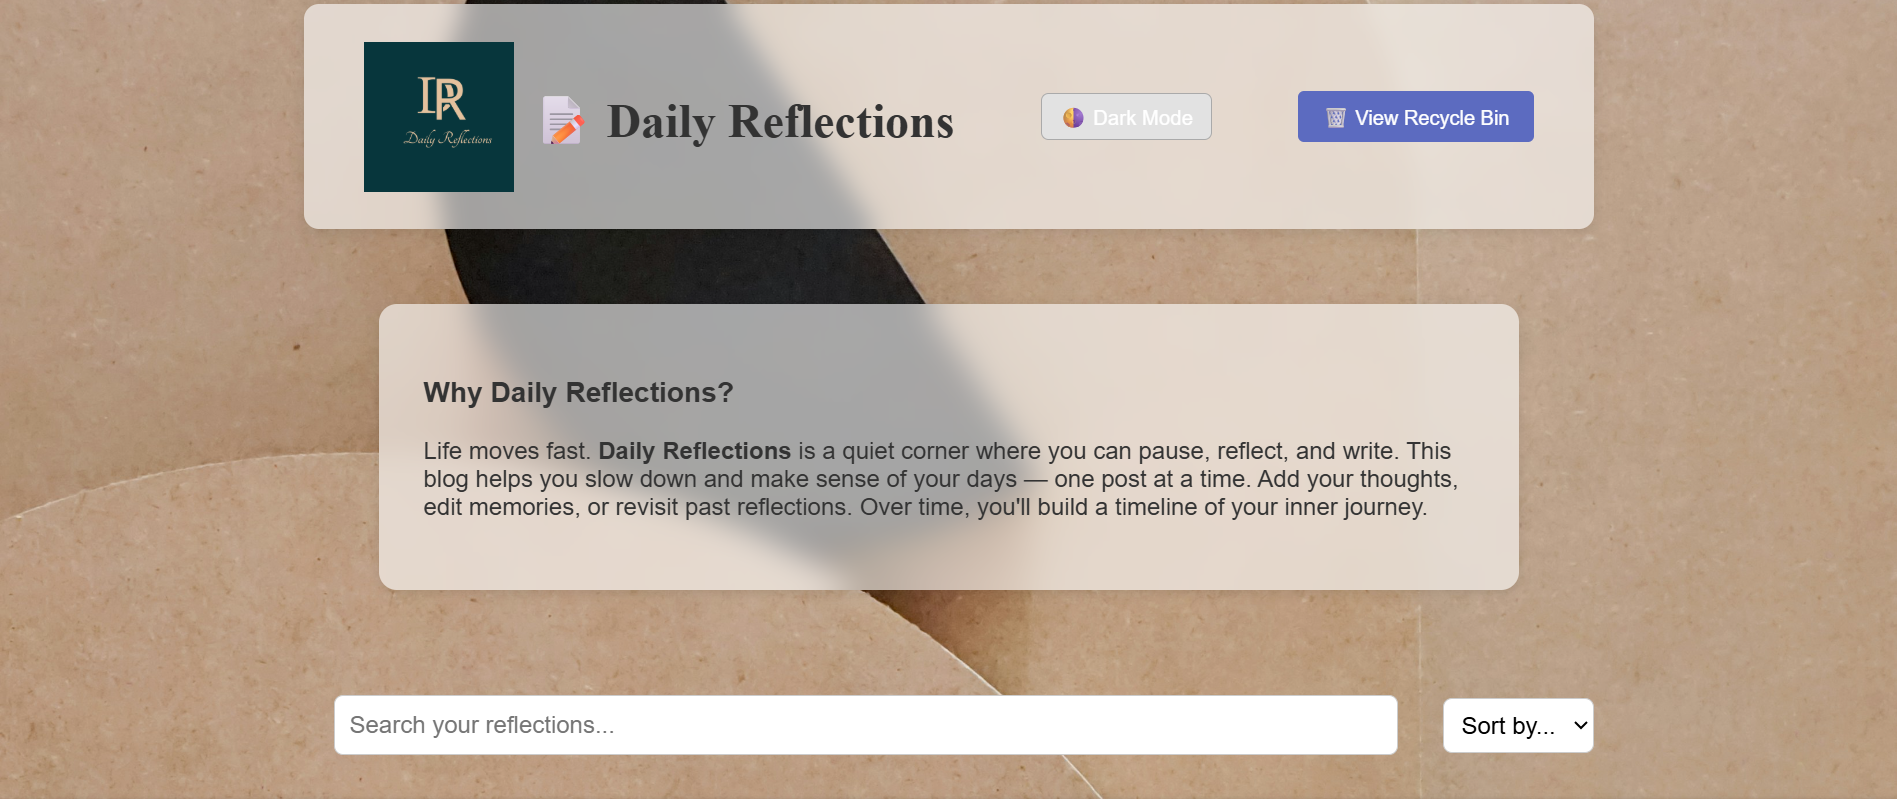 DR
Daily Reflections
Daily Reflections
Dark Mode
View Recycle Bin
Why Daily Reflections?
Life moves fast. Daily Reflections is a quiet corner where you can pause, reflect, and write. This
blog helps you slow down and make sense of your days — one post at a time. Add your thoughts,
edit memories, or revisit past reflections. Over time, you'll build a timeline of your inner journey.
Search your reflections...
Sort by...